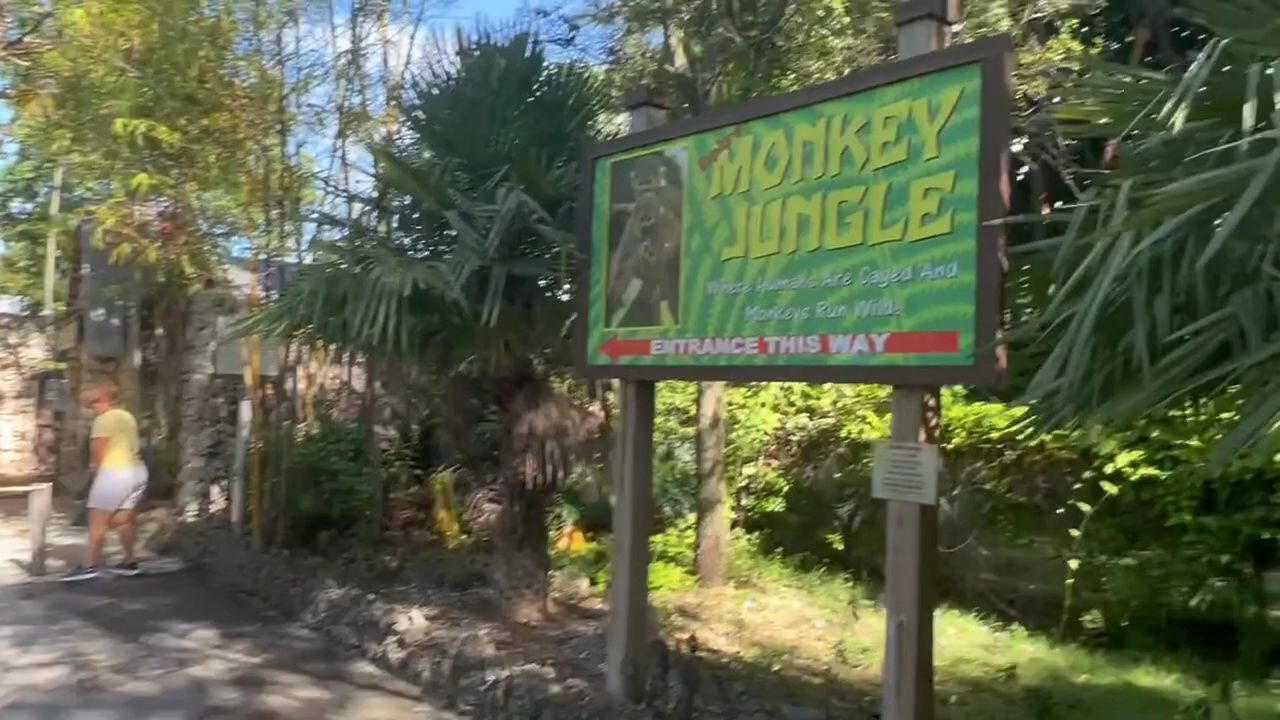 MONKEY
JUNGLE
Where Humans Are Caged And
Monkeys Run Wild.
ENTRANCE THIS WAY